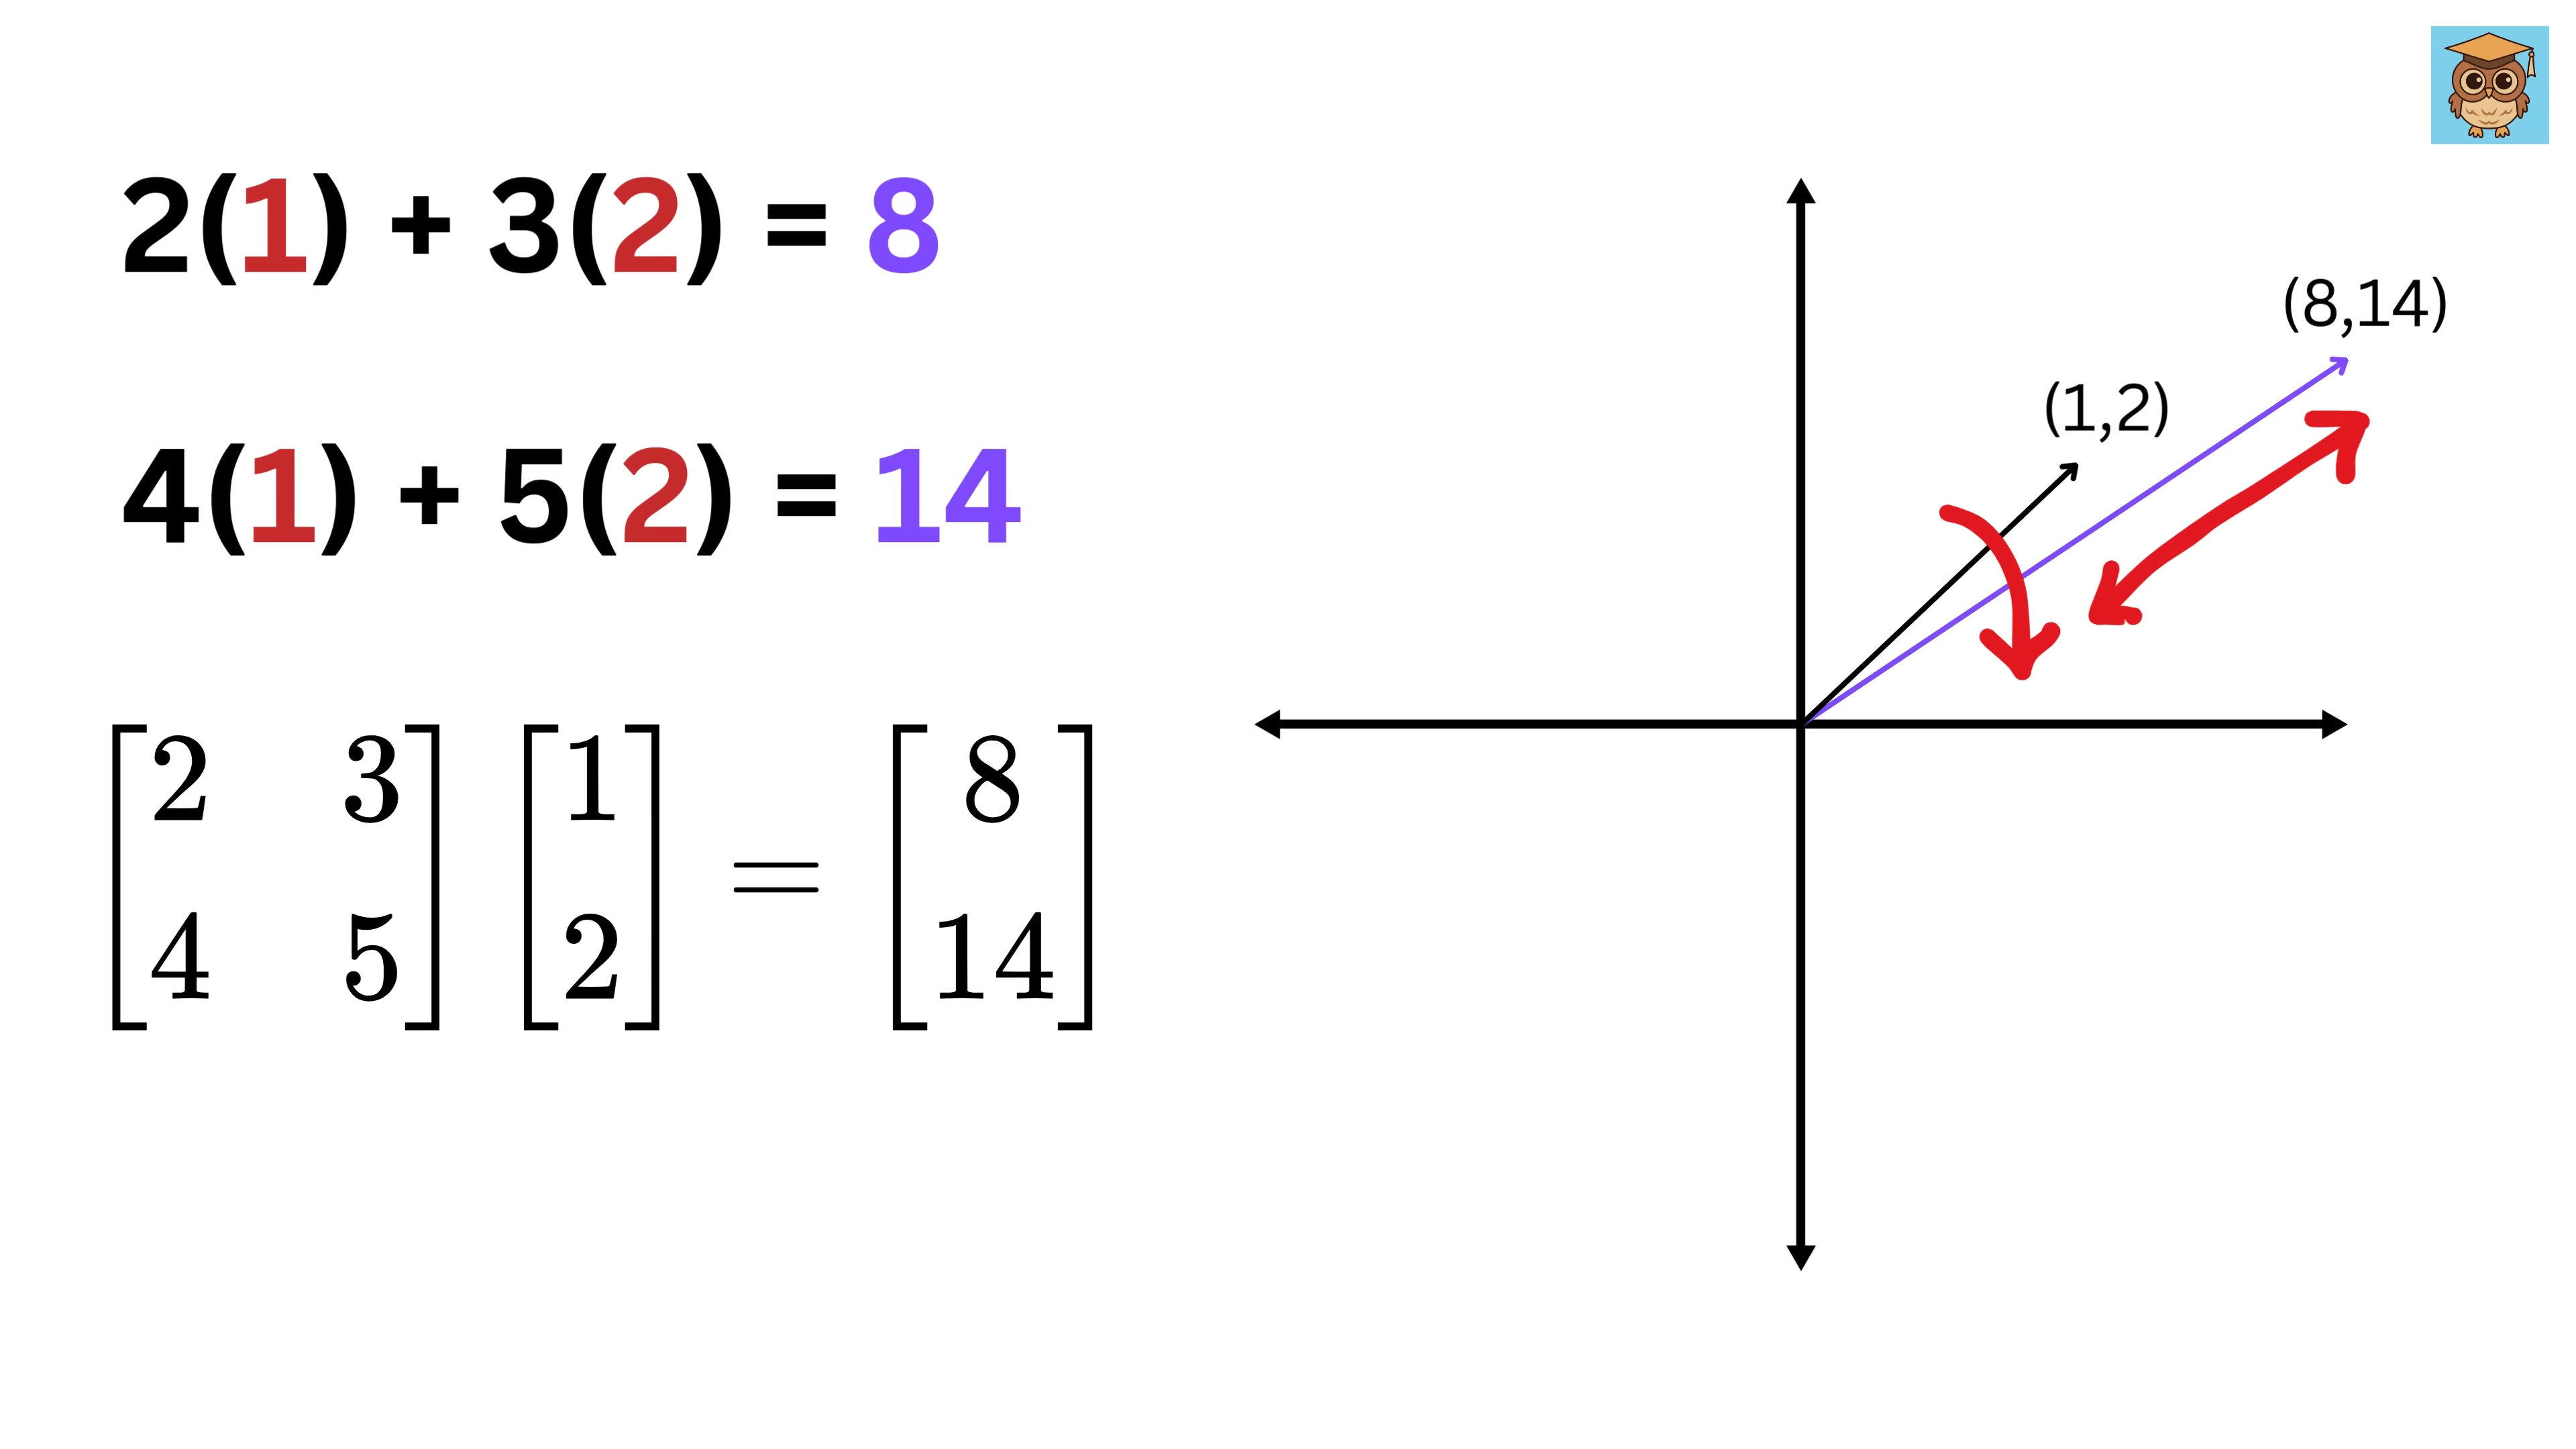 2(1) + 3(2) = 8
4(1) + 5(2) = 14
[2 3] [1] = [8]
[4 5] [2] [14]
(8,14)
(1,2)